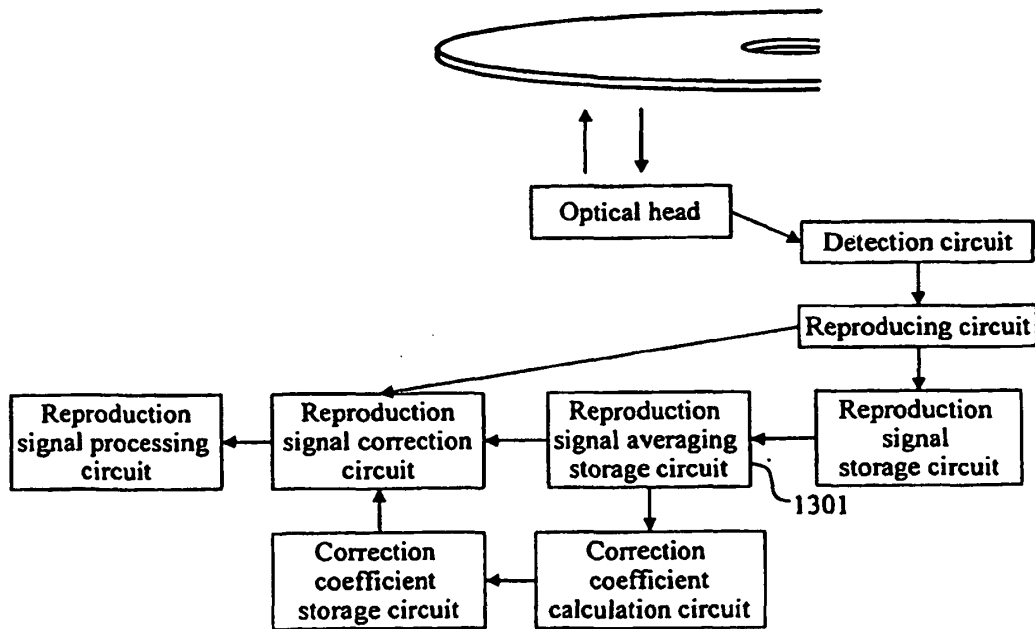 Optical head
Detection circuit
Reproducing circuit
Reproduction
signal processing
circuit
Reproduction
signal correction
circuit
Reproduction
signal averaging
storage circuit
Reproduction
signal
storage circuit
1301
Correction
coefficient
storage circuit
Correction
coefficient
calculation circuit